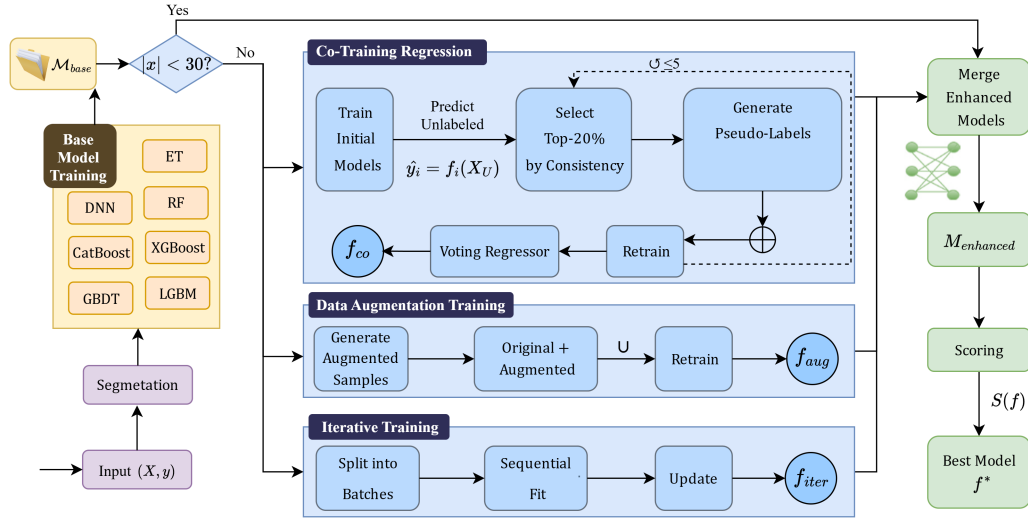 Yes
No
𝓜_base
|x| < 30?
Base
Model
Training
ET
DNN
RF
CatBoost
XGBoost
GBDT
LGBM
Segmetation
Input (X, y)
Co-Training Regression
↺ ≤5
Train
Initial
Models
Predict
Unlabeled
ŷ_i = f_i(X_U)
Select
Top-20%
by Consistency
Generate
Pseudo-Labels
f_co
Voting Regressor
Retrain
Data Augmentation Training
Generate
Augmented
Samples
Original +
Augmented
∪
Retrain
f_aug
Iterative Training
Split into
Batches
Sequential
Fit
Update
f_iter
Merge
Enhanced
Models
M_enhanced
Scoring
S(f)
Best Model
f*